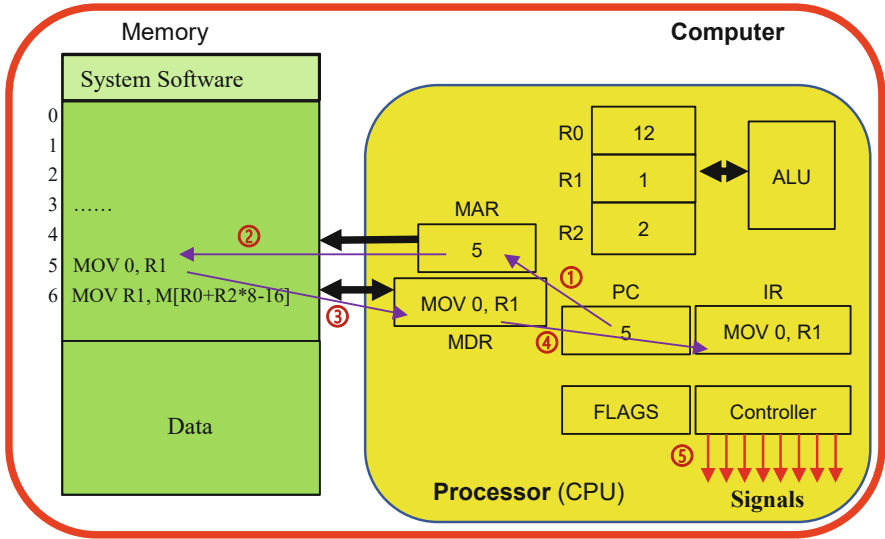 Memory
Computer
System Software
0
1
2
3 ......
4
5 MOV 0, R1
6 MOV R1, M[R0+R2*8-16]
Data
R0 12
R1 1
R2 2
ALU
MAR
5
②
①
MOV 0, R1
MDR
③
④
PC
5
IR
MOV 0, R1
FLAGS
Controller
⑤
Signals
Processor (CPU)